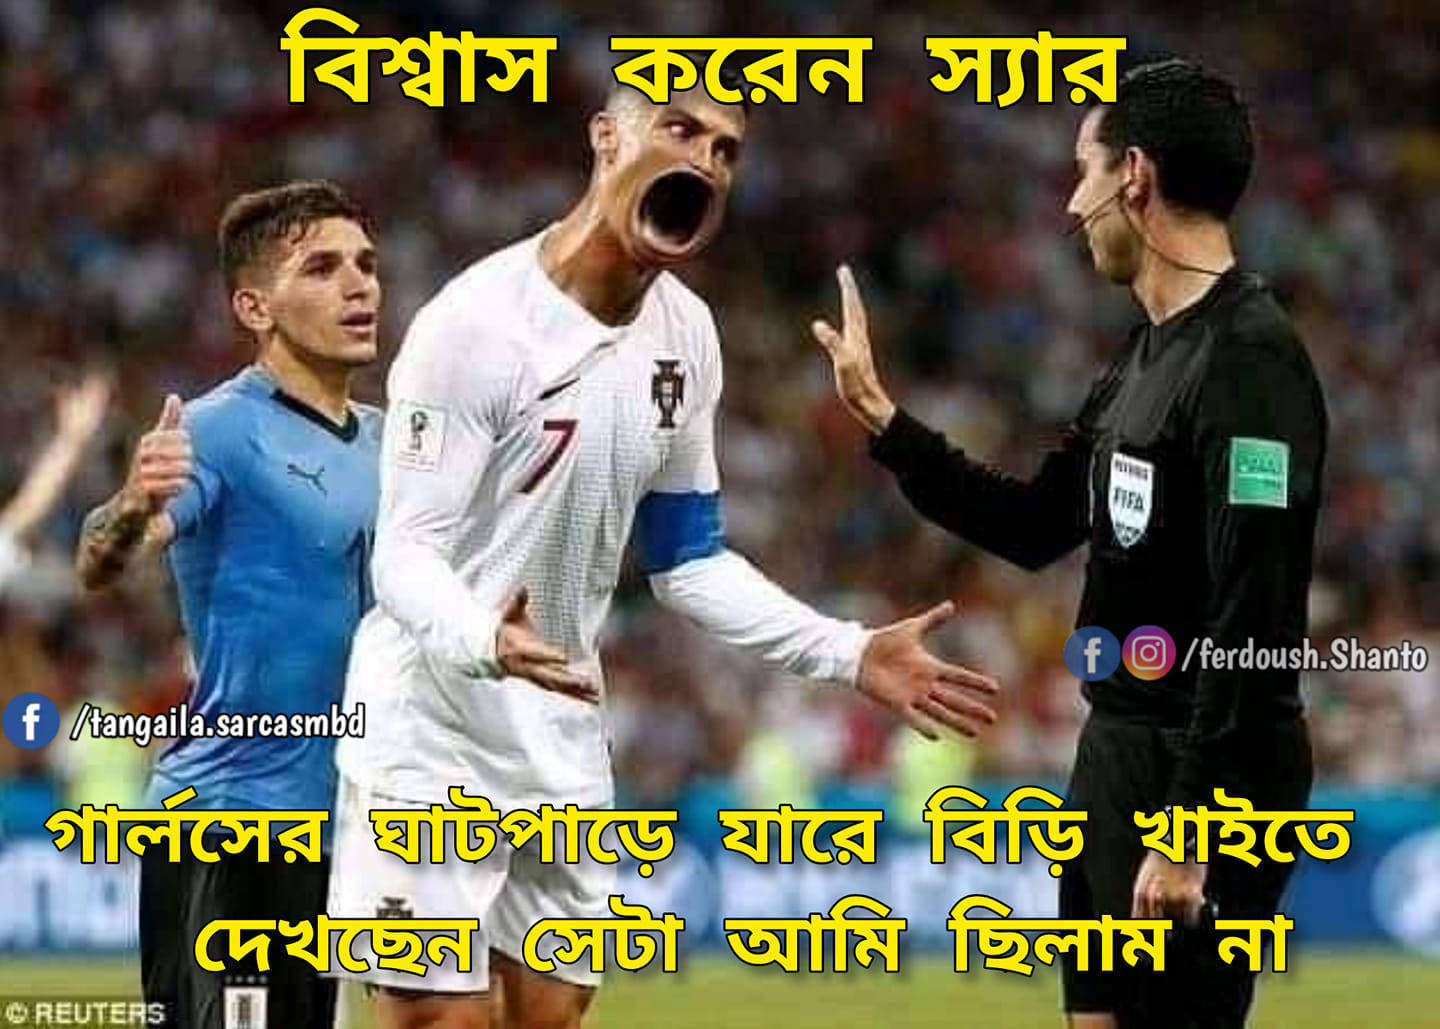 বিশ্বাস করেন স্যার
7
FIFA
/ferdoush.Shanto
/tangaila.sarcasmbd
গার্লসের ঘাটপাড়ে যারে বিড়ি খাইতে
দেখছেন সেটা আমি ছিলাম না
© REUTERS